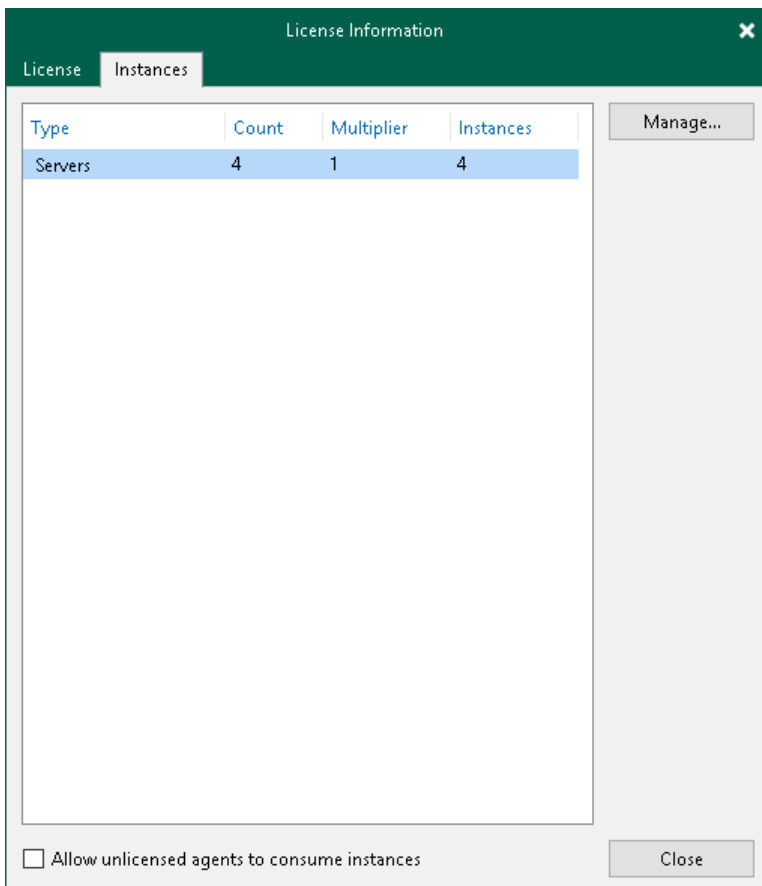 License Information
License Instances
Type Count Multiplier Instances
Manage...
Servers 4 1 4
Allow unlicensed agents to consume instances
Close